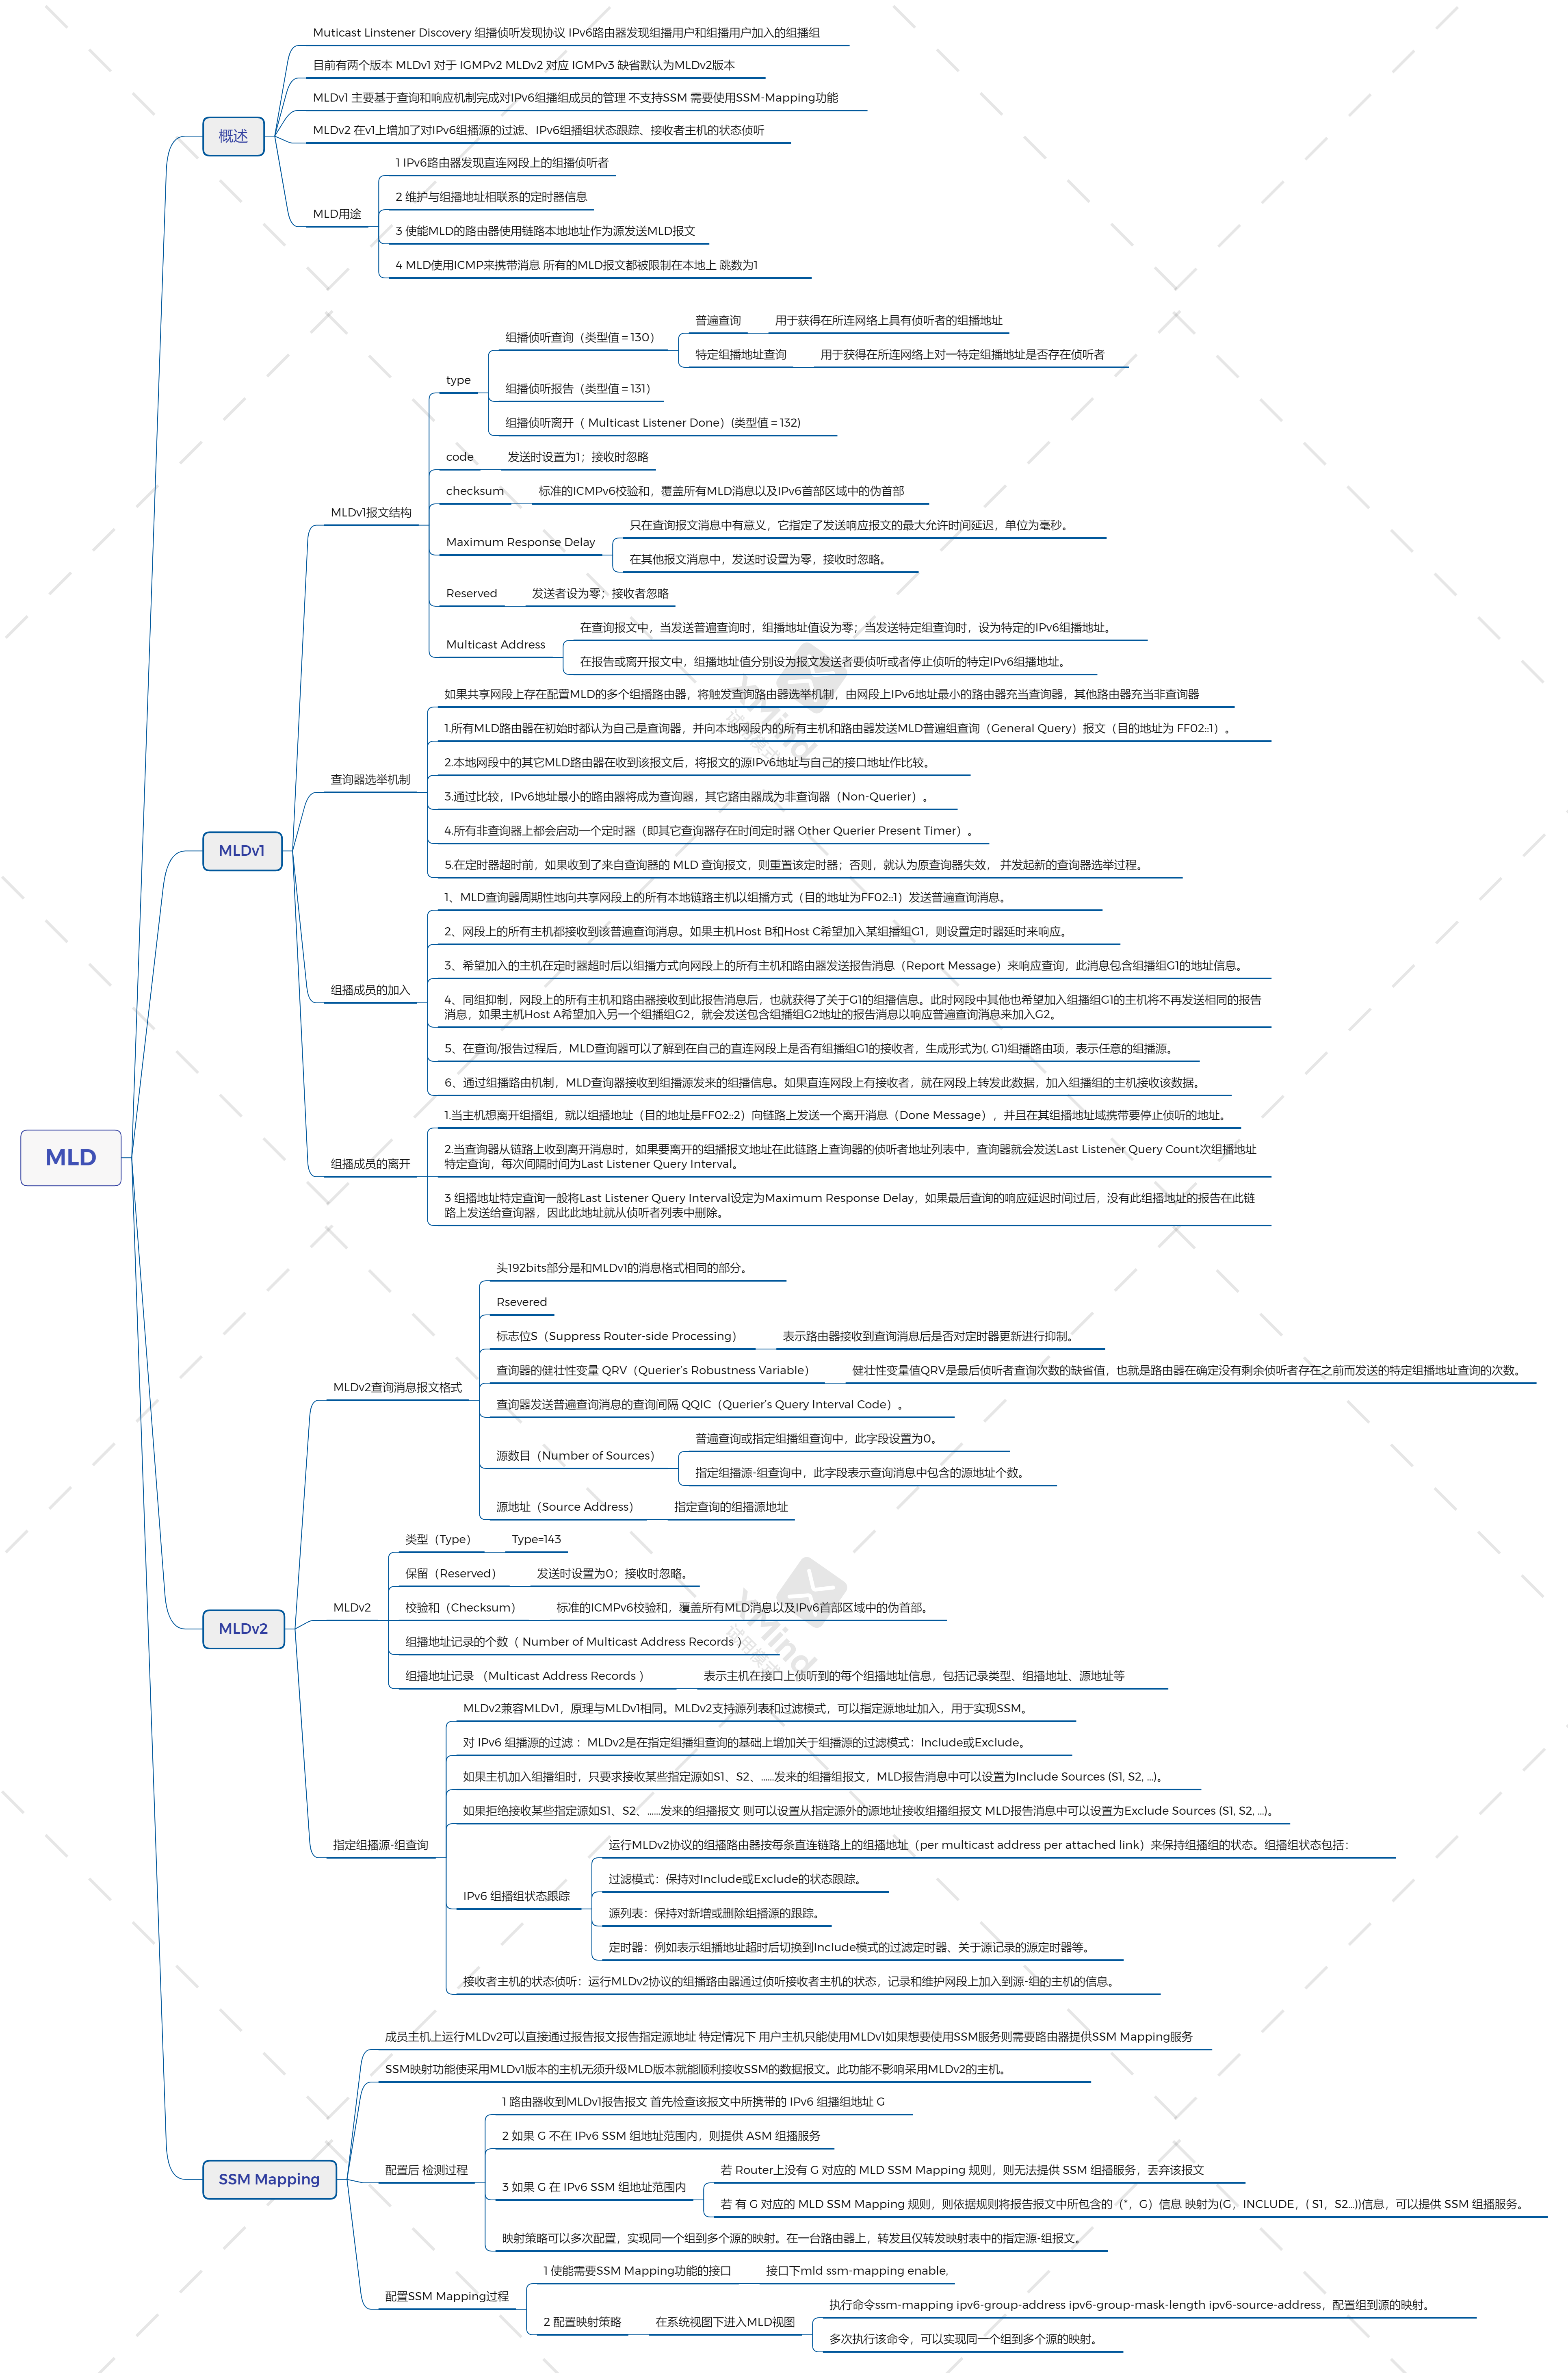 MLD
概述
Muticast Linstener Discovery 组播侦听发现协议 IPv6路由器发现组播用户和组播用户加入的组播组
目前有两个版本 MLDv1 对于 IGMPv2 MLDv2 对应 IGMPv3 缺省默认为MLDv2版本
MLDv1 主要基于查询和响应机制完成对IPv6组播组成员的管理 不支持SSM 需要使用SSM-Mapping功能
MLDv2 在v1上增加了对IPv6组播源的过滤、IPv6组播组状态跟踪、接收者主机的状态侦听
MLD用途
1 IPv6路由器发现直连网段上的组播侦听者
2 维护与组播地址相联系的定时器信息
3 使能MLD的路由器使用链路本地地址作为源发送MLD报文
4 MLD使用ICMP来携带消息 所有的MLD报文都被限制在本地上 跳数为1
MLDv1
MLDv1报文结构
type
组播侦听查询（类型值＝130）
普遍查询
用于获得在所连网络上具有侦听者的组播地址
特定组播地址查询
用于获得在所连网络上对一特定组播地址是否存在侦听者
组播侦听报告（类型值＝131）
组播侦听离开（ Multicast Listener Done）(类型值＝132)
code
发送时设置为1；接收时忽略
checksum
标准的ICMPv6校验和，覆盖所有MLD消息以及IPv6首部区域中的伪首部
Maximum Response Delay
只在查询报文消息中有意义，它指定了发送响应报文的最大允许时间延迟，单位为毫秒。
在其他报文消息中，发送时设置为零，接收时忽略。
Reserved
发送者设为零；接收者忽略
Multicast Address
在查询报文中，当发送普遍查询时，组播地址值设为零；当发送特定组查询时，设为特定的IPv6组播地址。
在报告或离开报文中，组播地址值分别设为报文发送者要侦听或者停止侦听的特定IPv6组播地址。
查询器选举机制
如果共享网段上存在配置MLD的多个组播路由器，将触发查询路由器选举机制，由网段上IPv6地址最小的路由器充当查询器，其他路由器充当非查询器
1.所有MLD路由器在初始时都认为自己是查询器，并向本地网段内的所有主机和路由器发送MLD普遍组查询（General Query）报文（目的地址为 FF02::1）。
2.本地网段中的其它MLD路由器在收到该报文后，将报文的源IPv6地址与自己的接口地址作比较。
3.通过比较，IPv6地址最小的路由器将成为查询器，其它路由器成为非查询器（Non-Querier）。
4.所有非查询器上都会启动一个定时器（即其它查询器存在时间定时器 Other Querier Present Timer）。
5.在定时器超时前，如果收到了来自查询器的 MLD 查询报文，则重置该定时器；否则，就认为原查询器失效， 并发起新的查询器选举过程。
组播成员的加入
1、MLD查询器周期性地向共享网段上的所有本地链路主机以组播方式（目的地址为FF02::1）发送普遍查询消息。
2、网段上的所有主机都接收到该普遍查询消息。如果主机Host B和Host C希望加入某组播组G1，则设置定时器延时来响应。
3、希望加入的主机在定时器超时后以组播方式向网段上的所有主机和路由器发送报告消息（Report Message）来响应查询，此消息包含组播组G1的地址信息。
4、同组抑制，网段上的所有主机和路由器接收到此报告消息后，也就获得了关于G1的组播信息。此时网段中其他也希望加入组播组G1的主机将不再发送相同的报告
消息，如果主机Host A希望加入另一个组播组G2，就会发送包含组播组G2地址的报告消息以响应普遍查询消息来加入G2。
5、在查询/报告过程后，MLD查询器可以了解到在自己的直连网段上是否有组播组G1的接收者，生成形式为(, G1)组播路由项，表示任意的组播源。
6、通过组播路由机制，MLD查询器接收到组播源发来的组播信息。如果直连网段上有接收者，就在网段上转发此数据，加入组播组的主机接收该数据。
组播成员的离开
1.当主机想离开组播组，就以组播地址（目的地址是FF02::2）向链路上发送一个离开消息（Done Message），并且在其组播地址域携带要停止侦听的地址。
2.当查询器从链路上收到离开消息时，如果要离开的组播报文地址在此链路上查询器的侦听者地址列表中，查询器就会发送Last Listener Query Count次组播地址
特定查询，每次间隔时间为Last Listener Query Interval。
3 组播地址特定查询一般将Last Listener Query Interval设定为Maximum Response Delay，如果最后查询的响应延迟时间过后，没有此组播地址的报告在此链
路上发送给查询器，因此此地址就从侦听者列表中删除。
MLDv2
MLDv2查询消息报文格式
头192bits部分是和MLDv1的消息格式相同的部分。
Rsevered
标志位S（Suppress Router-side Processing）
表示路由器接收到查询消息后是否对定时器更新进行抑制。
查询器的健壮性变量 QRV（Querier's Robustness Variable）
健壮性变量值QRV是最后侦听者查询次数的缺省值，也就是路由器在确定没有剩余侦听者存在之前而发送的特定组播地址查询的次数。
查询器发送普遍查询消息的查询间隔 QQIC（Querier's Query Interval Code）。
源数目（Number of Sources）
普遍查询或指定组播组查询中，此字段设置为0。
指定组播源-组查询中，此字段表示查询消息中包含的源地址个数。
源地址（Source Address）
指定查询的组播源地址
MLDv2
类型（Type）
Type=143
保留（Reserved）
发送时设置为0；接收时忽略。
校验和（Checksum）
标准的ICMPv6校验和，覆盖所有MLD消息以及IPv6首部区域中的伪首部。
组播地址记录的个数（ Number of Multicast Address Records ）
组播地址记录 （Multicast Address Records ）
表示主机在接口上侦听到的每个组播地址信息，包括记录类型、组播地址、源地址等
指定组播源-组查询
MLDv2兼容MLDv1，原理与MLDv1相同。MLDv2支持源列表和过滤模式，可以指定源地址加入，用于实现SSM。
对 IPv6 组播源的过滤 ：MLDv2是在指定组播组查询的基础上增加关于组播源的过滤模式：Include或Exclude。
如果主机加入组播组时，只要求接收某些指定源如S1、S2、……发来的组播组报文，MLD报告消息中可以设置为Include Sources (S1, S2, …)。
如果拒绝接收某些指定源如S1、S2、……发来的组播报文 则可以设置从指定源外的源地址接收组播组报文 MLD报告消息中可以设置为Exclude Sources (S1, S2, …)。
IPv6 组播组状态跟踪
运行MLDv2协议的组播路由器按每条直连链路上的组播地址（per multicast address per attached link）来保持组播组的状态。组播组状态包括：
过滤模式：保持对Include或Exclude的状态跟踪。
源列表：保持对新增或删除组播源的跟踪。
定时器：例如表示组播地址超时后切换到Include模式的过滤定时器、关于源记录的源定时器等。
接收者主机的状态侦听：运行MLDv2协议的组播路由器通过侦听接收者主机的状态，记录和维护网段上加入到源-组的主机的信息。
SSM Mapping
成员主机上运行MLDv2可以直接通过报告报文报告指定源地址 特定情况下 用户主机只能使用MLDv1如果想要使用SSM服务则需要路由器提供SSM Mapping服务
SSM映射功能使采用MLDv1版本的主机无须升级MLD版本就能顺利接收SSM的数据报文。此功能不影响采用MLDv2的主机。
配置后 检测过程
1 路由器收到MLDv1报告报文 首先检查该报文中所携带的 IPv6 组播组地址 G
2 如果 G 不在 IPv6 SSM 组地址范围内，则提供 ASM 组播服务
3 如果 G 在 IPv6 SSM 组地址范围内
若 Router上没有 G 对应的 MLD SSM Mapping 规则，则无法提供 SSM 组播服务，丢弃该报文
若 有 G 对应的 MLD SSM Mapping 规则，则依据规则将报告报文中所包含的（*，G）信息 映射为(G，INCLUDE，( S1，S2...))信息，可以提供 SSM 组播服务。
映射策略可以多次配置，实现同一个组到多个源的映射。在一台路由器上，转发且仅转发映射表中的指定源-组报文。
配置SSM Mapping过程
1 使能需要SSM Mapping功能的接口
接口下mld ssm-mapping enable,
2 配置映射策略
在系统视图下进入MLD视图
执行命令ssm-mapping ipv6-group-address ipv6-group-mask-length ipv6-source-address，配置组到源的映射。
多次执行该命令，可以实现同一个组到多个源的映射。
XMind
试用模式
XMind
试用模式